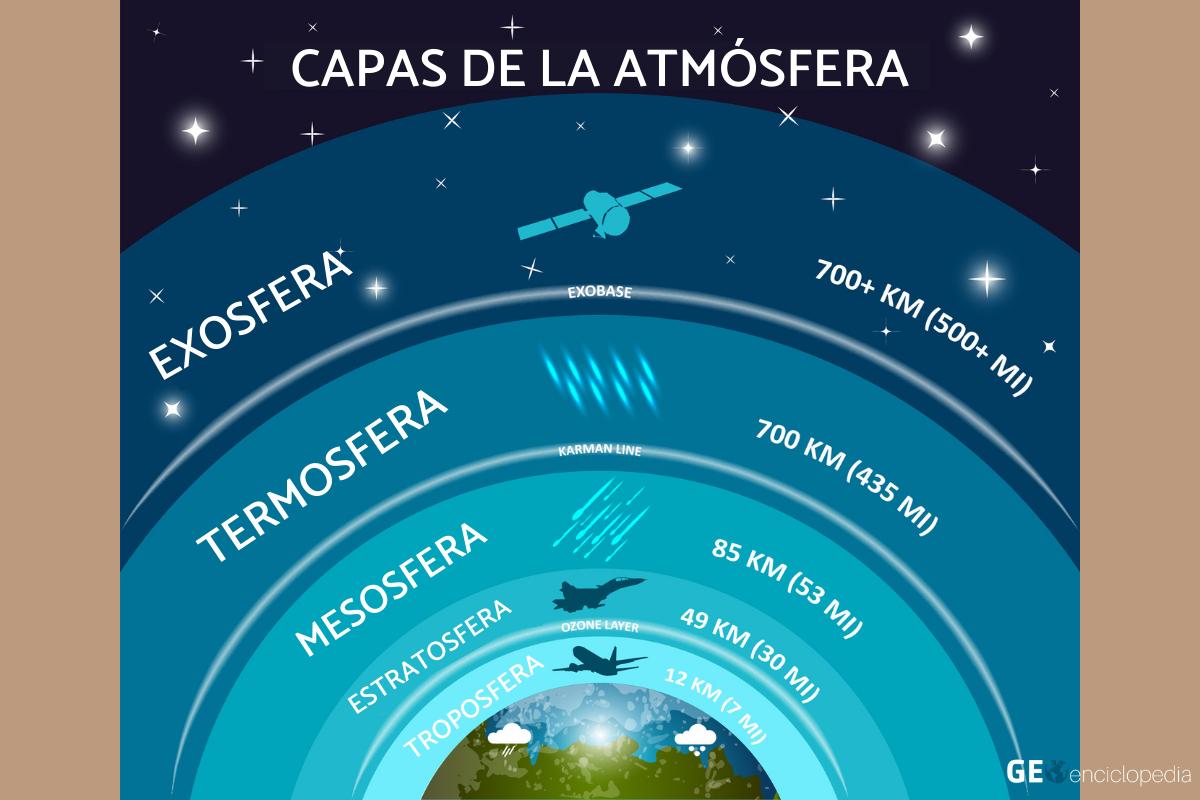 CAPAS DE LA ATMÓSFERA
EXOSFERA
700+ KM (500+ MI)
EXOBASE
TERMOSFERA
700 KM (435 MI)
KARMAN LINE
MESOSFERA
85 KM (53 MI)
ESTRATOSFERA
49 KM (30 MI)
OZONE LAYER
TROPOSFERA
12 KM (7 MI)
GEO enciclopedia